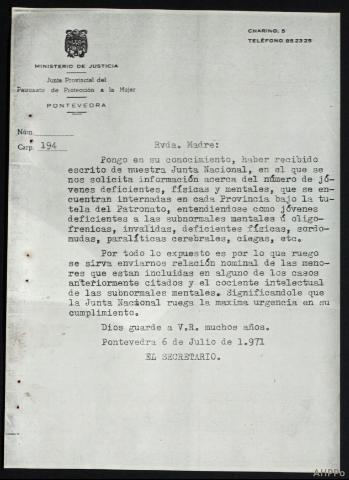 CHARINO, 5
TELÉFONO 85 23 25
MINISTERIO DE JUSTICIA
Junta Provincial del
Patronato de Protección a la Mujer
PONTEVEDRA
Núm.
Carp. 194
Rvda. Madre:
Pongo en su conocimiento, haber recibido
escrito de nuestra Junta Nacional, en el que se
nos solicita información acerca del número de jó-
venes deficientes, físicas y mentales, que se en-
cuentran internadas en cada Provincia bajo la tu-
tela del Patronato, entendiendose como jóvenes
deficientes a las subnormales mentales ú oligo-
frenicas, invalidas, deficientes físicas, sordo-
mudas, paralíticas cerebrales, ciegas, etc.
Por todo lo expuesto es por lo que ruego
se sirva enviarnos relación nominal de las meno-
res que estan incluidas en alguno de los casos
anteriormente citados y el cociente intelectual
de las subnormales mentales. Significandole que
la Junta Nacional ruega la maxima urgencia en su
cumplimiento.
Dios guarde a V.R. muchos años.
Pontevedra 6 de Julio de 1.971
EL SECRETARIO.
AHPPo